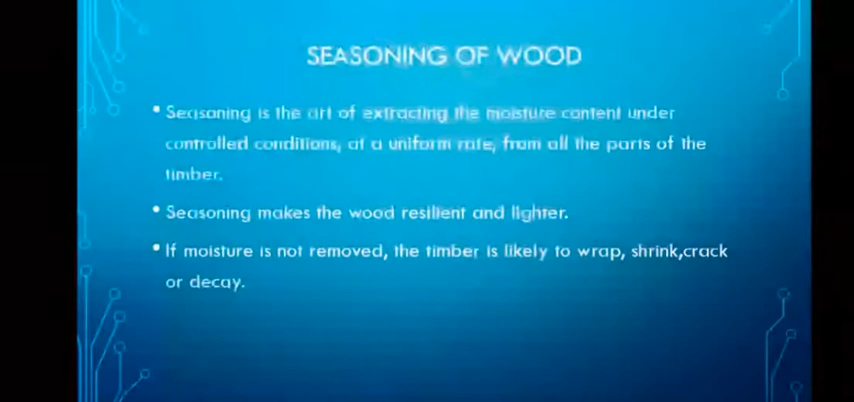 SEASONING OF WOOD
• Seasoning is the art of extracting the moisture content under
controlled conditions, at a uniform rate, from all the parts of the
timber.
• Seasoning makes the wood resilient and lighter.
• If moisture is not removed, the timber is likely to wrap, shrink,crack
or decay.